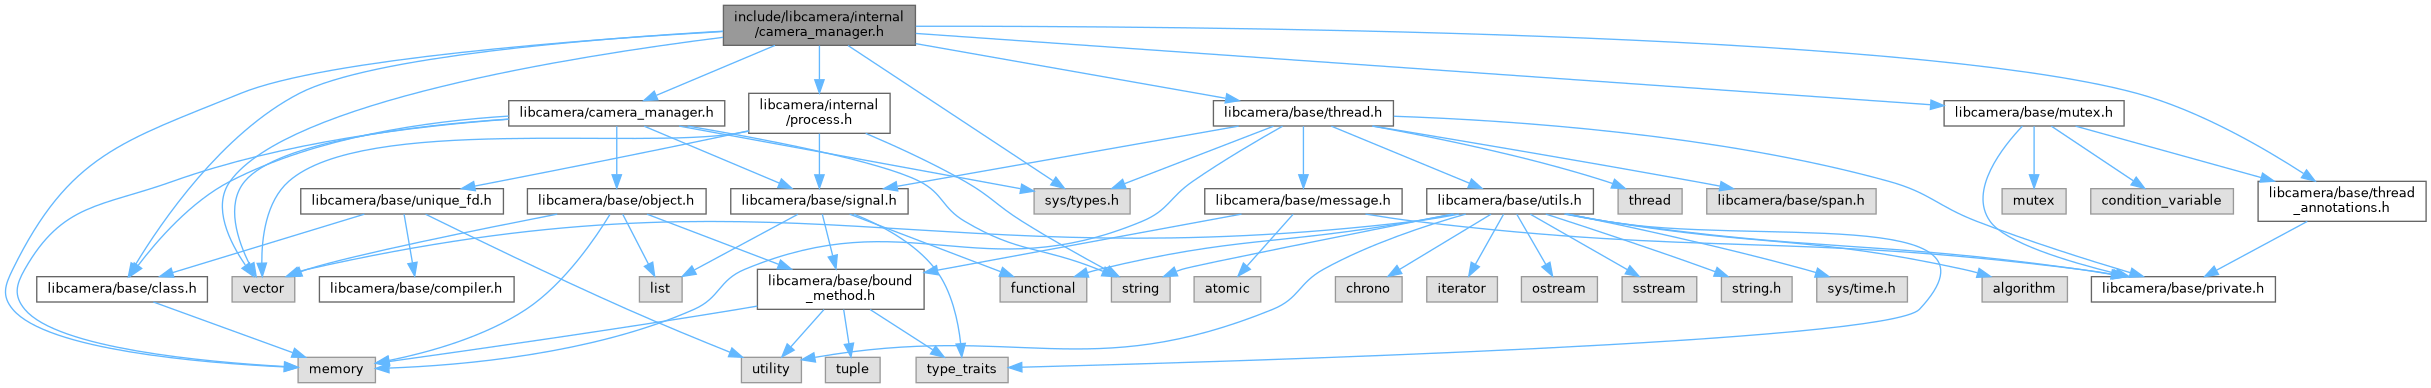 include/libcamera/internal
/camera_manager.h
libcamera/camera_manager.h
libcamera/internal
/process.h
libcamera/base/thread.h
libcamera/base/mutex.h
libcamera/base/unique_fd.h
libcamera/base/object.h
libcamera/base/signal.h
sys/types.h
libcamera/base/message.h
libcamera/base/utils.h
thread
libcamera/base/span.h
mutex
condition_variable
libcamera/base/thread
_annotations.h
libcamera/base/class.h
vector
libcamera/base/compiler.h
list
libcamera/base/bound
_method.h
functional
string
atomic
chrono
iterator
ostream
sstream
string.h
sys/time.h
algorithm
libcamera/base/private.h
memory
utility
tuple
type_traits